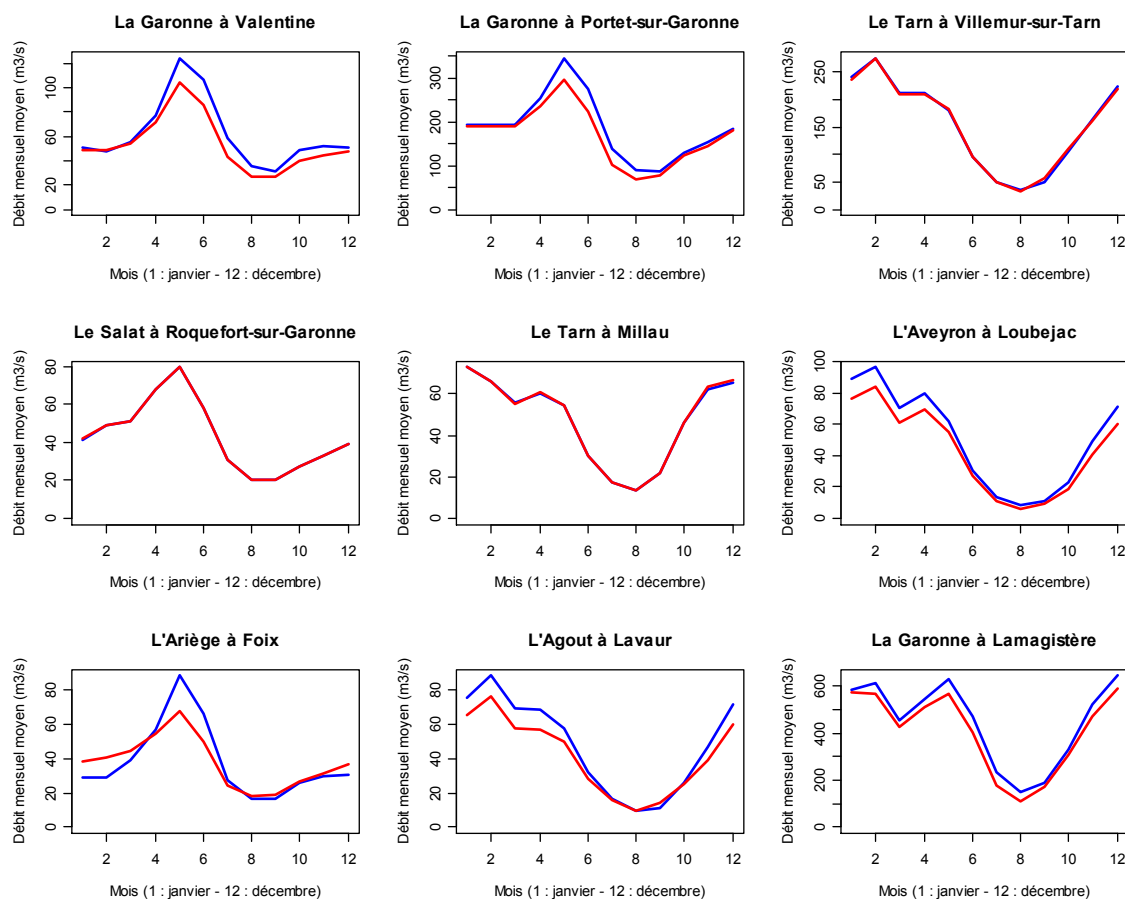 La Garonne à Valentine
Débit mensuel moyen (m3/s)
0 20 60 100
2 4 6 8 10 12
Mois (1 : janvier - 12 : décembre)
La Garonne à Portet-sur-Garonne
Débit mensuel moyen (m3/s)
0 100 200 300
2 4 6 8 10 12
Mois (1 : janvier - 12 : décembre)
Le Tarn à Villemur-sur-Tarn
Débit mensuel moyen (m3/s)
0 50 150 250
2 4 6 8 10 12
Mois (1 : janvier - 12 : décembre)
Le Salat à Roquefort-sur-Garonne
Débit mensuel moyen (m3/s)
0 20 40 60 80
2 4 6 8 10 12
Mois (1 : janvier - 12 : décembre)
Le Tarn à Millau
Débit mensuel moyen (m3/s)
0 20 40 60
2 4 6 8 10 12
Mois (1 : janvier - 12 : décembre)
L'Aveyron à Loubejac
Débit mensuel moyen (m3/s)
0 20 40 60 80 100
2 4 6 8 10 12
Mois (1 : janvier - 12 : décembre)
L'Ariège à Foix
Débit mensuel moyen (m3/s)
0 20 40 60 80
2 4 6 8 10 12
Mois (1 : janvier - 12 : décembre)
L'Agout à Lavaur
Débit mensuel moyen (m3/s)
0 20 40 60 80
2 4 6 8 10 12
Mois (1 : janvier - 12 : décembre)
La Garonne à Lamagistère
Débit mensuel moyen (m3/s)
0 200 400 600
2 4 6 8 10 12
Mois (1 : janvier - 12 : décembre)